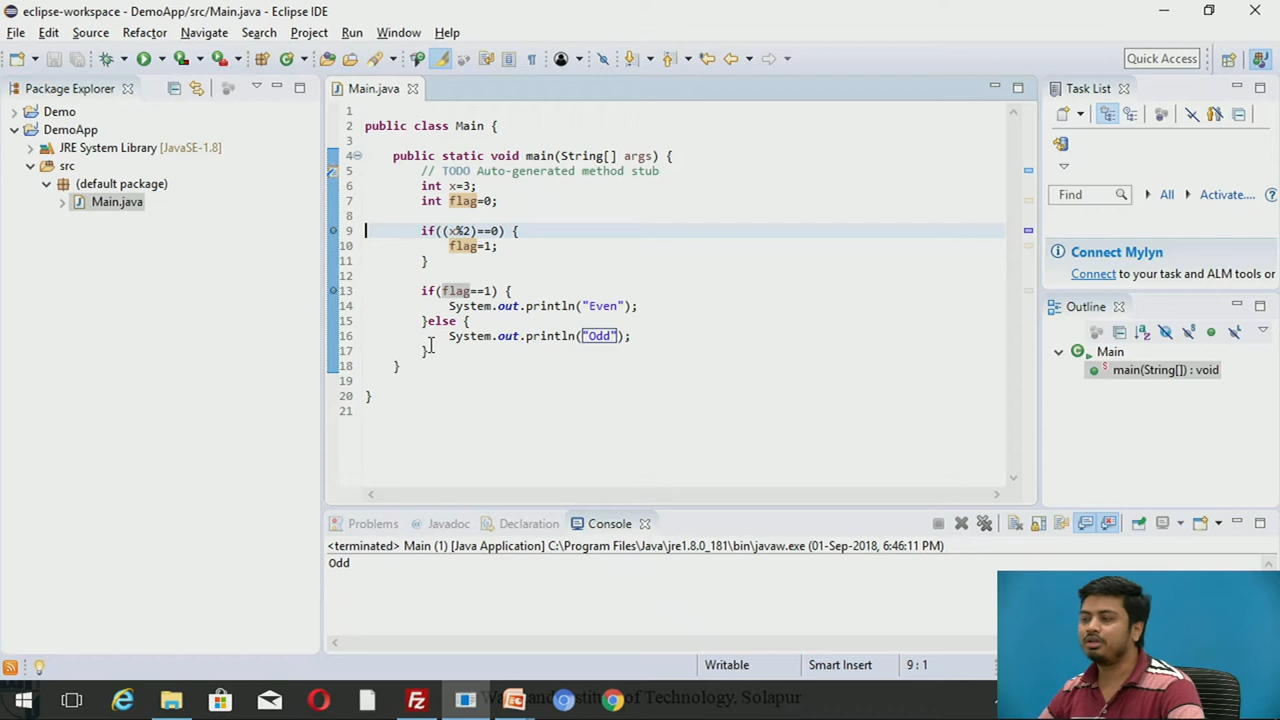 eclipse-workspace - DemoApp/src/Main.java - Eclipse IDE
File Edit Source Refactor Navigate Search Project Run Window Help
Quick Access
Package Explorer
Demo
DemoApp
JRE System Library [JavaSE-1.8]
src
(default package)
Main.java
Main.java
1
2 public class Main {
3
4 public static void main(String[] args) {
5 // TODO Auto-generated method stub
6 int x=3;
7 int flag=0;
8
9 if((x%2)==0) {
10 flag=1;
11 }
12
13 if(flag==1) {
14 System.out.println("Even");
15 }else {
16 System.out.println("Odd");
17 }
18 }
19
20 }
21
Task List
Find All Activate...
Connect Mylyn
Connect to your task and ALM tools or
Outline
Main
main(String[]) : void
Problems Javadoc Declaration Console
<terminated> Main (1) [Java Application] C:\Program Files\Java\jre1.8.0_181\bin\javaw.exe (01-Sep-2018, 6:46:11 PM)
Odd
Writable Smart Insert 9 : 1
of Technology, Solapur